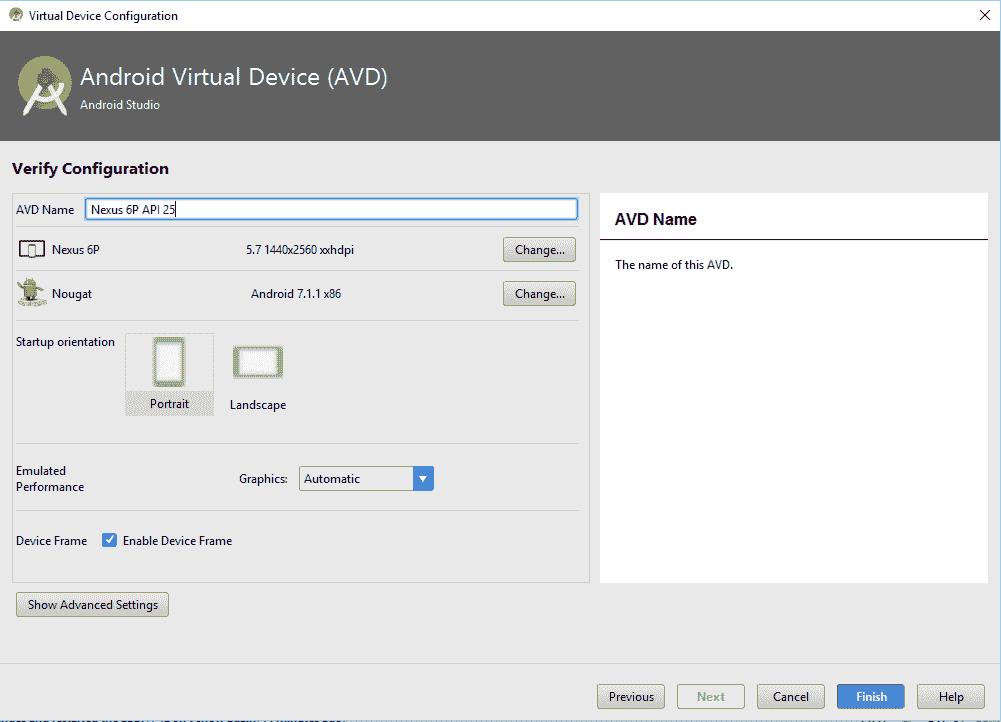 Virtual Device Configuration
Android Virtual Device (AVD)
Android Studio
Verify Configuration
AVD Name Nexus 6P API 25
Nexus 6P 5.7 1440x2560 xxhdpi Change...
Nougat Android 7.1.1 x86 Change...
Startup orientation
Portrait
Landscape
Emulated
Performance
Graphics: Automatic
Device Frame Enable Device Frame
Show Advanced Settings
AVD Name
The name of this AVD.
Previous Next Cancel Finish Help